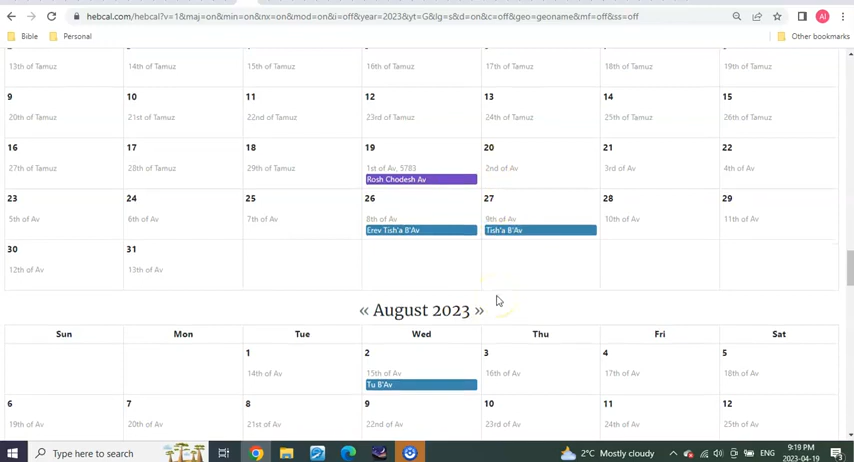 hebcal.com/hebcal?v=1&maj=on&min=on&nx=on&mod=on&i=off&year=2023&yt=G&lg=s&d=on&c=off&geo=geoname&mf=off&ss=off
AI
Bible Personal Other bookmarks
13th of Tamuz 14th of Tamuz 15th of Tamuz 16th of Tamuz 17th of Tamuz 18th of Tamuz 19th of Tamuz
9 10 11 12 13 14 15
20th of Tamuz 21st of Tamuz 22nd of Tamuz 23rd of Tamuz 24th of Tamuz 25th of Tamuz 26th of Tamuz
16 17 18 19 20 21 22
27th of Tamuz 28th of Tamuz 29th of Tamuz 1st of Av, 5783 2nd of Av 3rd of Av 4th of Av
Rosh Chodesh Av
23 24 25 26 27 28 29
5th of Av 6th of Av 7th of Av 8th of Av 9th of Av 10th of Av 11th of Av
Erev Tish'a B'Av Tish'a B'Av
30 31
12th of Av 13th of Av
« August 2023 »
Sun Mon Tue Wed Thu Fri Sat
1 2 3 4 5
14th of Av 15th of Av 16th of Av 17th of Av 18th of Av
Tu B'Av
6 7 8 9 10 11 12
19th of Av 20th of Av 21st of Av 22nd of Av 23rd of Av 24th of Av 25th of Av
Type here to search 2°C Mostly cloudy ENG 9:19 PM
2023-04-19
3